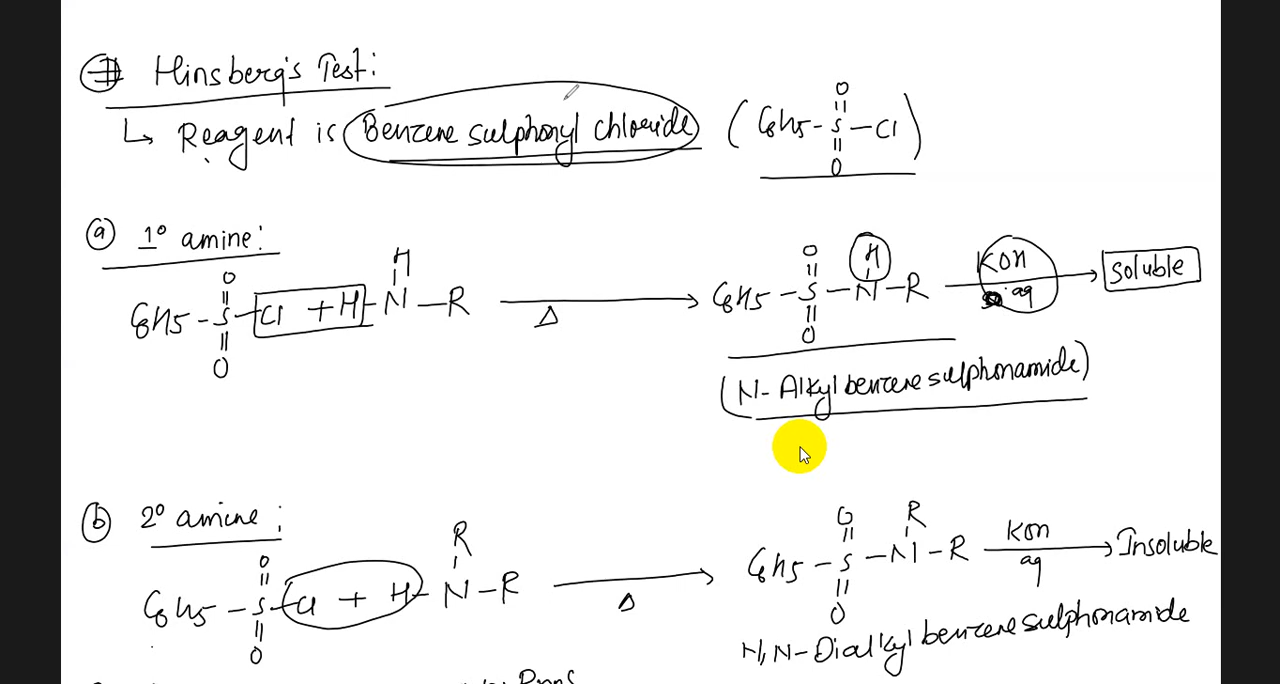 Hinsberg's Test:
↳ Reagent is Benzene sulphonyl chloride (C6H5-S-Cl)
O
O
ⓐ 1° amine:
O H O H
C6H5-S-Cl + H-N-R → C6H5-S-N-R KOH → Soluble
Δ aq
O O
(N-Alkyl benzene sulphonamide)
ⓑ 2° amine:
O R O R
C6H5-S-Cl + H-N-R → C6H5-S-N-R KOH → Insoluble
Δ aq
O O
N,N-Dialkyl benzene sulphonamide